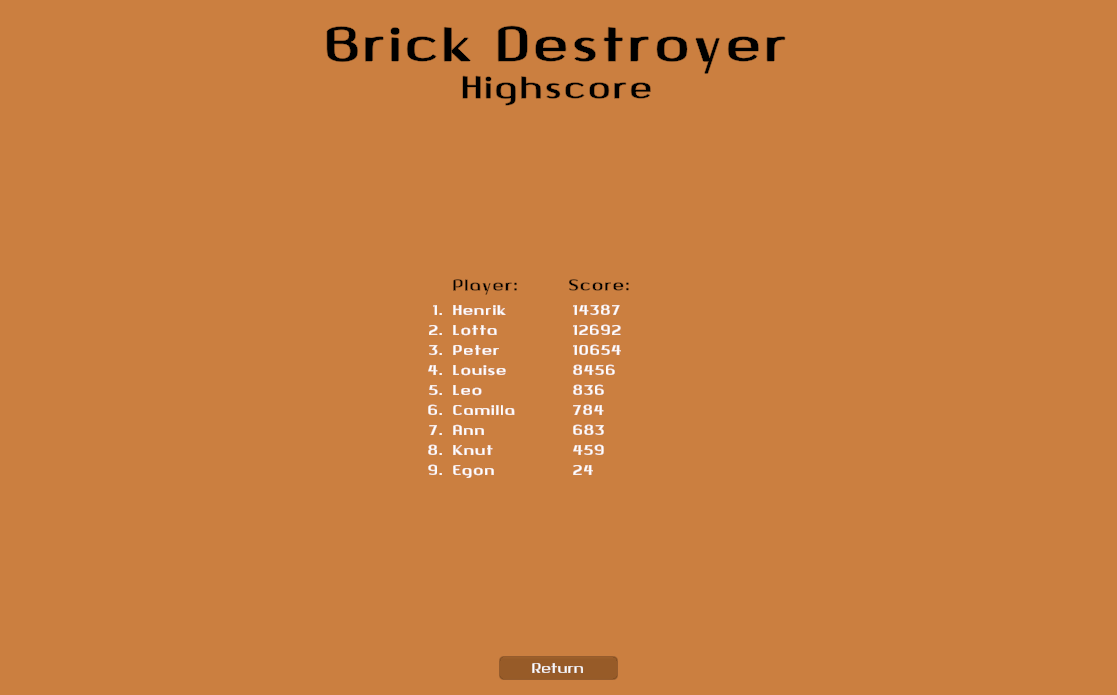 Brick Destroyer
Highscore
Player: Score:
1. Henrik 14387
2. Lotta 12692
3. Peter 10654
4. Louise 8456
5. Leo 836
6. Camilla 784
7. Ann 683
8. Knut 459
9. Egon 24
Return